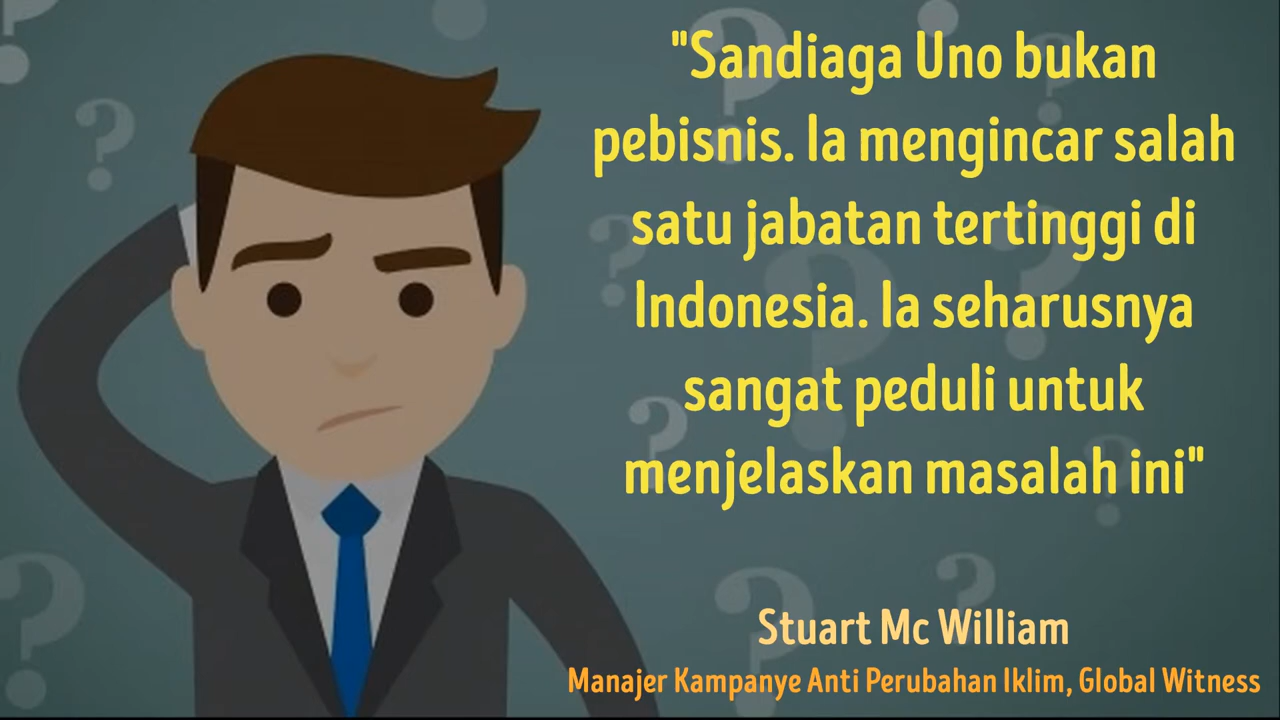 "Sandiaga Uno bukan
pebisnis. Ia mengincar salah
satu jabatan tertinggi di
Indonesia. Ia seharusnya
sangat peduli untuk
menjelaskan masalah ini"
Stuart Mc William
Manajer Kampanye Anti Perubahan Iklim, Global Witness